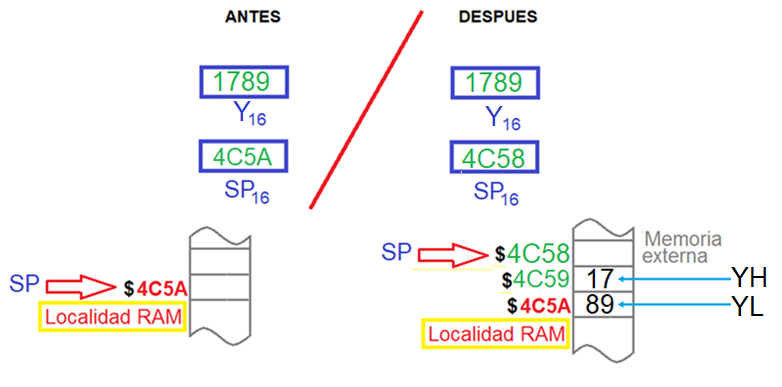 ANTES
DESPUES
1789
Y16
4C5A
SP16
1789
Y16
4C58
SP16
SP
$4C5A
Localidad RAM
SP
$4C58
$4C59
$4C5A
Localidad RAM
Memoria
externa
17
YH
89
YL